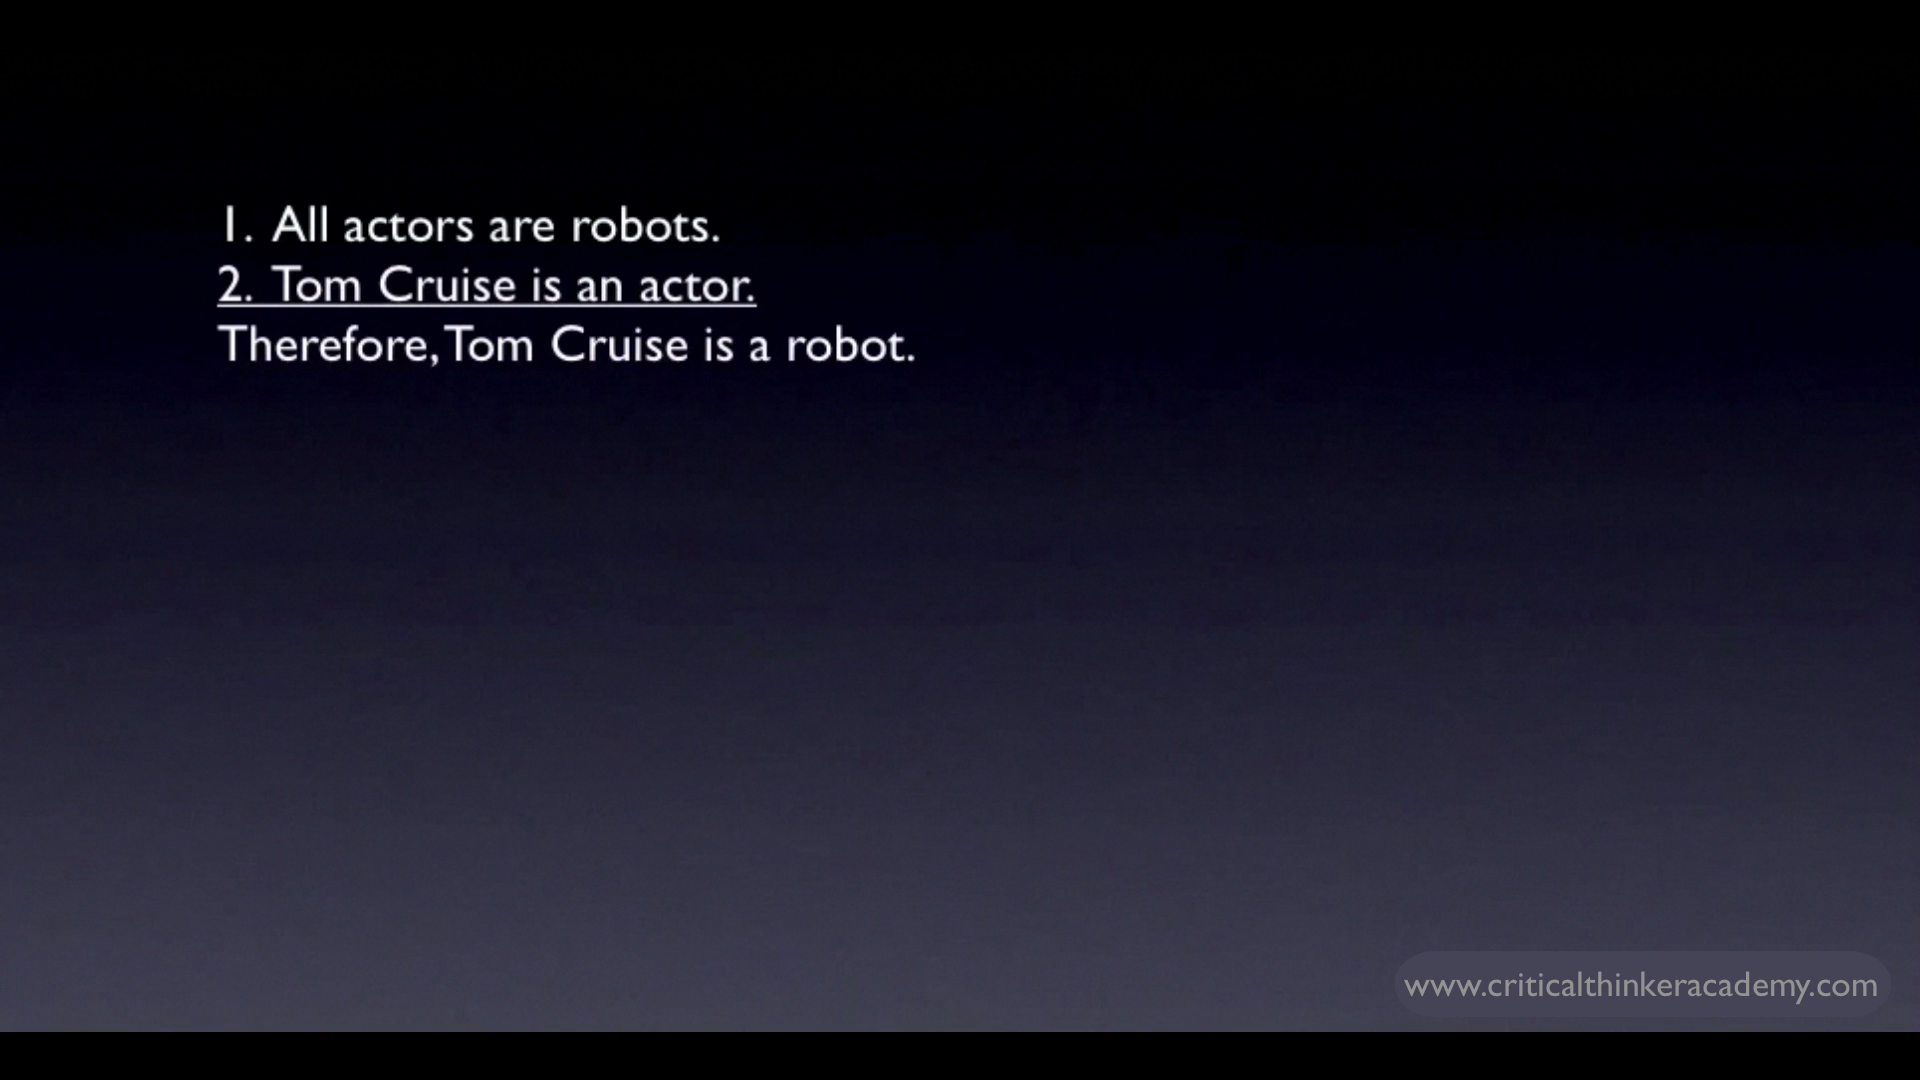 1. All actors are robots.
2. Tom Cruise is an actor.
Therefore, Tom Cruise is a robot.
www.criticalthinkeracademy.com